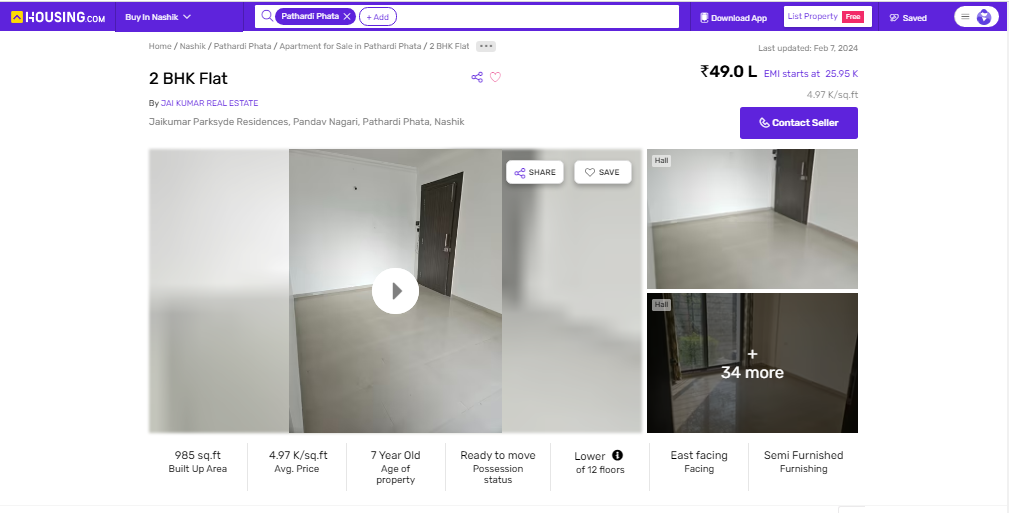 HOUSING.COM
Buy In Nashik
Pathardi Phata
+ Add
Download App
List Property Free
Saved
Home / Nashik / Pathardi Phata / Apartment for Sale in Pathardi Phata / 2 BHK Flat
Last updated: Feb 7, 2024
2 BHK Flat
₹49.0 L EMI starts at 25.95 K
4.97 K/sq.ft
By JAI KUMAR REAL ESTATE
Jaikumar Parksyde Residences, Pandav Nagari, Pathardi Phata, Nashik
Contact Seller
SHARE
SAVE
Hall
Hall
+
34 more
985 sq.ft
Built Up Area
4.97 K/sq.ft
Avg. Price
7 Year Old
Age of
property
Ready to move
Possession
status
Lower
of 12 floors
East facing
Facing
Semi Furnished
Furnishing